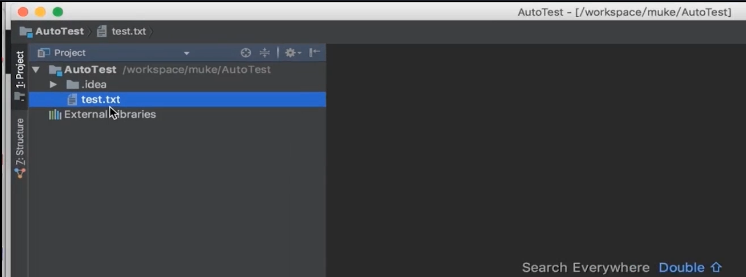 AutoTest - [/workspace/muke/AutoTest]
AutoTest test.txt
1: Project
Project
AutoTest /workspace/muke/AutoTest
.idea
test.txt
External Libraries
Z: Structure
Search Everywhere Double ⇧